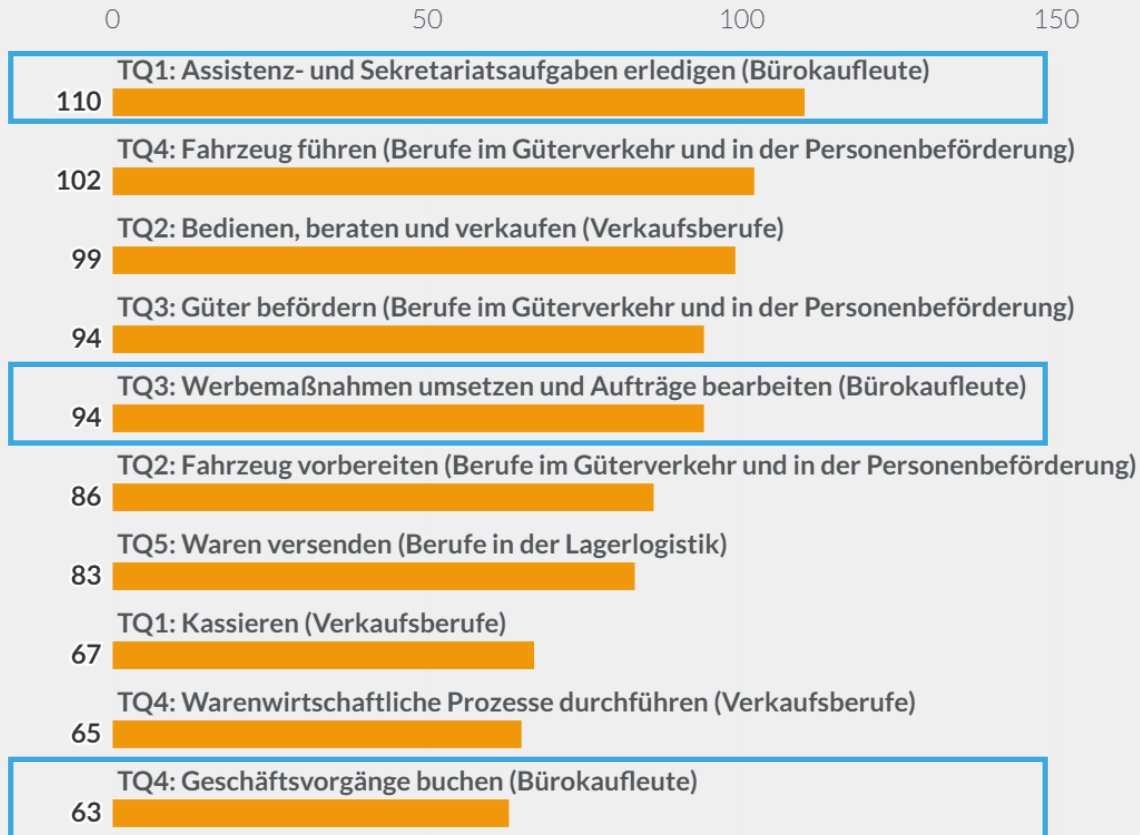 0 50 100 150
TQ1: Assistenz- und Sekretariatsaufgaben erledigen (Bürokaufleute)
110
TQ4: Fahrzeug führen (Berufe im Güterverkehr und in der Personenbeförderung)
102
TQ2: Bedienen, beraten und verkaufen (Verkaufsberufe)
99
TQ3: Güter befördern (Berufe im Güterverkehr und in der Personenbeförderung)
94
TQ3: Werbemaßnahmen umsetzen und Aufträge bearbeiten (Bürokaufleute)
94
TQ2: Fahrzeug vorbereiten (Berufe im Güterverkehr und in der Personenbeförderung)
86
TQ5: Waren versenden (Berufe in der Lagerlogistik)
83
TQ1: Kassieren (Verkaufsberufe)
67
TQ4: Warenwirtschaftliche Prozesse durchführen (Verkaufsberufe)
65
TQ4: Geschäftsvorgänge buchen (Bürokaufleute)
63